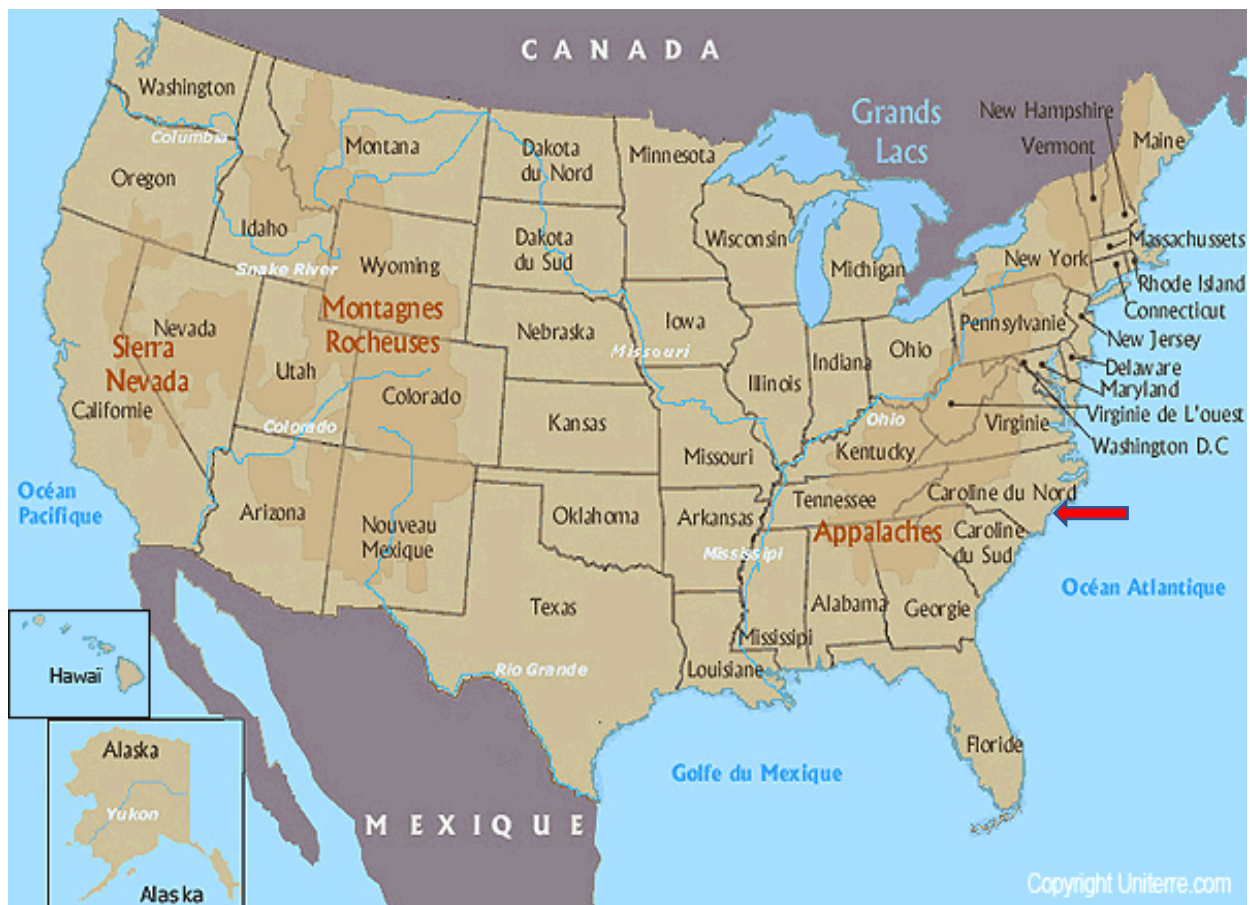 CANADA
Washington
Columbia
Montana
Dakota
du Nord
Minnesota
Grands
Lacs
New Hampshire
Vermont
Maine
Oregon
Idaho
Snake River
Wyoming
Dakota
du Sud
Wisconsin
Michigan
New York
Massachussets
Rhode Island
Connecticut
Montagnes
Rocheuses
Nebraska
Iowa
Missouri
Pennsylvanie
New Jersey
Sierra
Nevada
Nevada
Utah
Illinois
Indiana
Ohio
Delaware
Maryland
Californie
Colorado
Colorado
Kansas
Missouri
Ohio
Kentucky
Virginie
Virginie de L'ouest
Washington D.C
Océan
Pacifique
Arizona
Nouveau
Mexique
Oklahoma
Arkansas
Tennessee
Caroline du Nord
Mississipi
Appalaches
Caroline
du Sud
Océan Atlantique
Texas
Alabama
Georgie
Mississipi
Louisiane
Rio Grande
Hawaï
Floride
Golfe du Mexique
Alaska
Yukon
Alaska
MEXIQUE
Copyright Uniterre.com